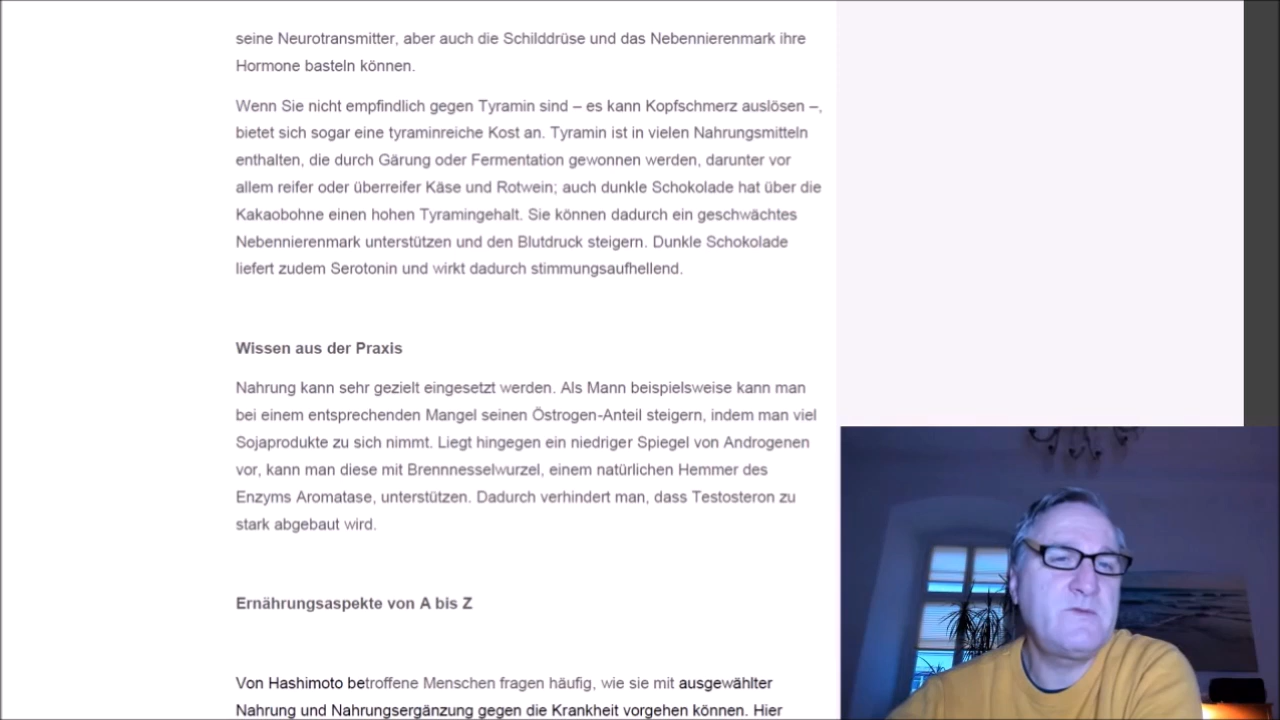 seine Neurotransmitter, aber auch die Schilddrüse und das Nebennierenmark ihre
Hormone basteln können.
Wenn Sie nicht empfindlich gegen Tyramin sind – es kann Kopfschmerz auslösen –,
bietet sich sogar eine tyraminreiche Kost an. Tyramin ist in vielen Nahrungsmitteln
enthalten, die durch Gärung oder Fermentation gewonnen werden, darunter vor
allem reifer oder überreifer Käse und Rotwein; auch dunkle Schokolade hat über die
Kakaobohne einen hohen Tyramingehalt. Sie können dadurch ein geschwächtes
Nebennierenmark unterstützen und den Blutdruck steigern. Dunkle Schokolade
liefert zudem Serotonin und wirkt dadurch stimmungsaufhellend.
Wissen aus der Praxis
Nahrung kann sehr gezielt eingesetzt werden. Als Mann beispielsweise kann man
bei einem entsprechenden Mangel seinen Östrogen-Anteil steigern, indem man viel
Sojaprodukte zu sich nimmt. Liegt hingegen ein niedriger Spiegel von Androgenen
vor, kann man diese mit Brennnesselwurzel, einem natürlichen Hemmer des
Enzyms Aromatase, unterstützen. Dadurch verhindert man, dass Testosteron zu
stark abgebaut wird.
Ernährungsaspekte von A bis Z
Von Hashimoto betroffene Menschen fragen häufig, wie sie mit ausgewählter
Nahrung und Nahrungsergänzung gegen die Krankheit vorgehen können. Hier